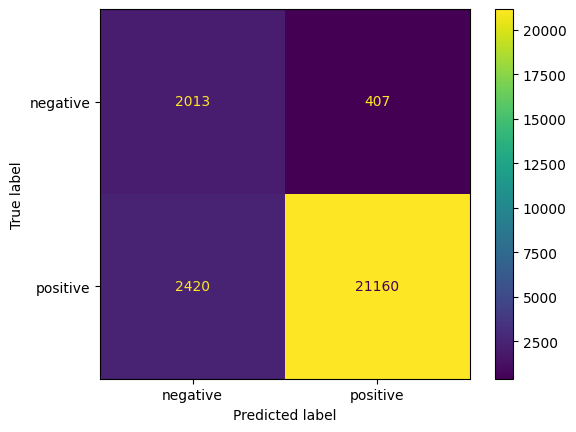 negative
2013
407
positive
2420
21160
negative
positive
Predicted label
True label
20000
17500
15000
12500
10000
7500
5000
2500